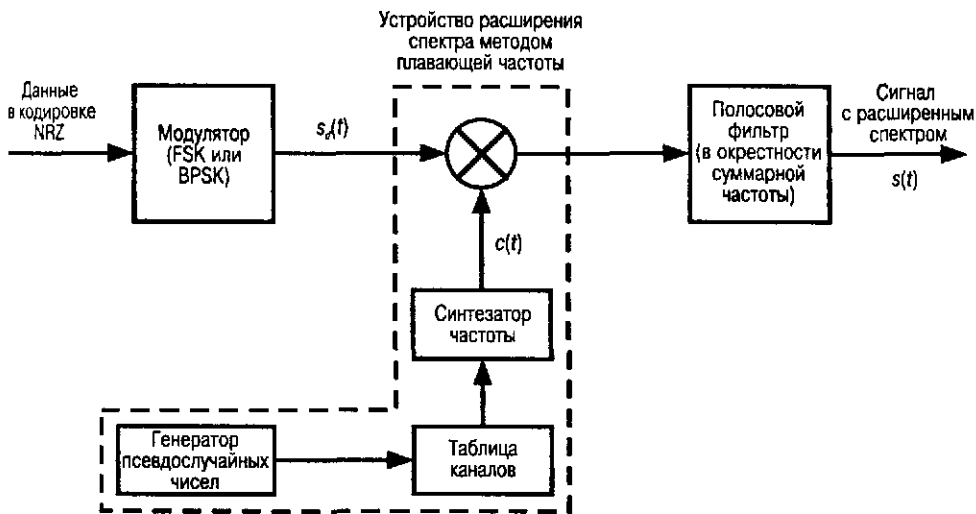 Устройство расширения
спектра методом
плавающей частоты
Данные
в кодировке
NRZ
Модулятор
(FSK или
BPSK)
s_d(t)
Полосовой
фильтр
(в окрестности
суммарной
частоты)
Сигнал
с расширенным
спектром
s(t)
c(t)
Синтезатор
частоты
Генератор
псевдослучайных
чисел
Таблица
каналов